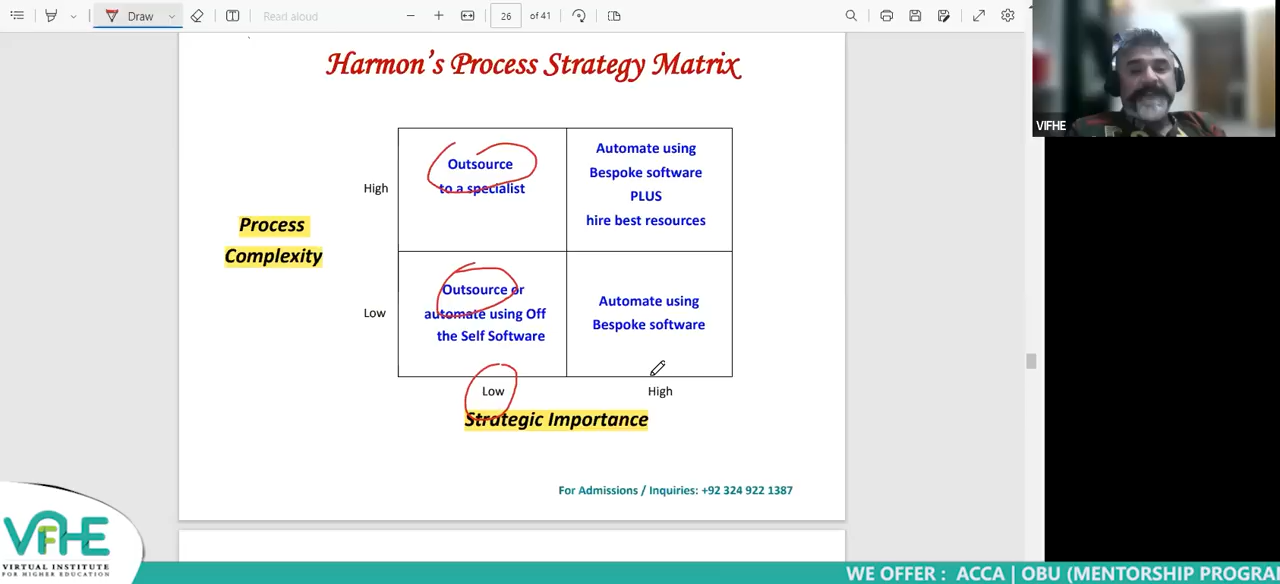 Draw
Read aloud
26
of 41
Harmon's Process Strategy Matrix
High
Outsource
to a specialist
Automate using
Bespoke software
PLUS
hire best resources
Process
Complexity
Low
Outsource or
automate using Off
the Self Software
Automate using
Bespoke software
Low
High
Strategic Importance
For Admissions / Inquiries: +92 324 922 1387
VIFHE
VIFHE
VIRTUAL INSTITUTE
FOR HIGHER EDUCATION
WE OFFER : ACCA | OBU (MENTORSHIP PROGRA